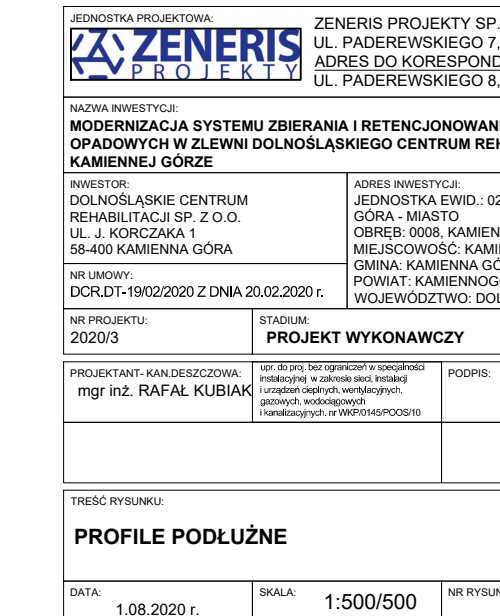 JEDNOSTKA PROJEKTOWA:
ZENERIS
PROJEKTY
ZENERIS PROJEKTY SP.
UL. PADEREWSKIEGO 7,
ADRES DO KORESPOND
UL. PADEREWSKIEGO 8,
NAZWA INWESTYCJI:
MODERNIZACJA SYSTEMU ZBIERANIA I RETENCJONOWANI
OPADOWYCH W ZLEWNI DOLNOŚLĄSKIEGO CENTRUM REH
KAMIENNEJ GÓRZE
INWESTOR:
DOLNOŚLĄSKIE CENTRUM
REHABILITACJI SP. Z O.O.
UL. J. KORCZAKA 1
58-400 KAMIENNA GÓRA
NR UMOWY:
DCR.DT-19/02/2020 Z DNIA 20.02.2020 r.
ADRES INWESTYCJI:
JEDNOSTKA EWID.: 02
GÓRA - MIASTO
OBRĘB: 0008, KAMIEN
MIEJSCOWOŚĆ: KAMI
GMINA: KAMIENNA GÓ
POWIAT: KAMIENNOG
WOJEWÓDZTWO: DOL
NR PROJEKTU:
2020/3
STADIUM:
PROJEKT WYKONAWCZY
PROJEKTANT- KAN.DESZCZOWA:
mgr inż. RAFAŁ KUBIAK
upr. do proj. bez ograniczeń w specjalności
instalacyjnej w zakresie sieci, instalacji
i urządzeń cieplnych, wentylacyjnych,
gazowych, wodociągowych
i kanalizacyjnych. nr WKP/0145/POOS/10
PODPIS:
TREŚĆ RYSUNKU:
PROFILE PODŁUŻNE
DATA:
1.08.2020 r.
SKALA:
1:500/500
NR RYSUN